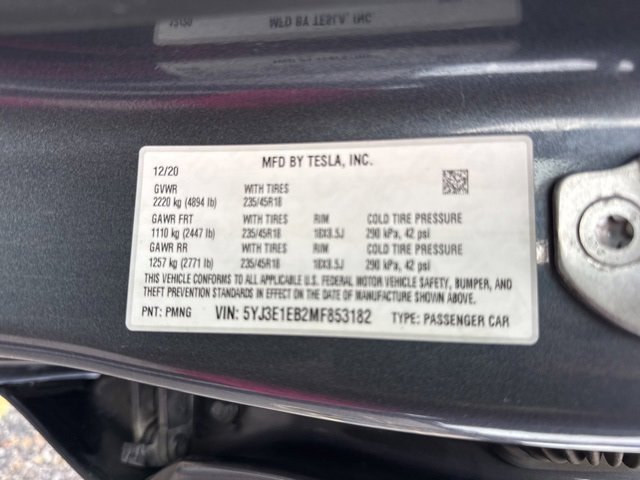 MFD BY TESLA, INC.
12/20
GVWR WITH TIRES
2220 kg (4894 lb) 235/45R18
GAWR FRT WITH TIRES RIM COLD TIRE PRESSURE
1110 kg (2447 lb) 235/45R18 18X8.5J 290 kPa, 42 psi
GAWR RR WITH TIRES RIM COLD TIRE PRESSURE
1257 kg (2771 lb) 235/45R18 18X8.5J 290 kPa, 42 psi
THIS VEHICLE CONFORMS TO ALL APPLICABLE U.S. FEDERAL MOTOR VEHICLE SAFETY, BUMPER, AND
THEFT PREVENTION STANDARDS IN EFFECT ON THE DATE OF MANUFACTURE SHOWN ABOVE.
PNT: PMNG VIN: 5YJ3E1EB2MF853182 TYPE: PASSENGER CAR